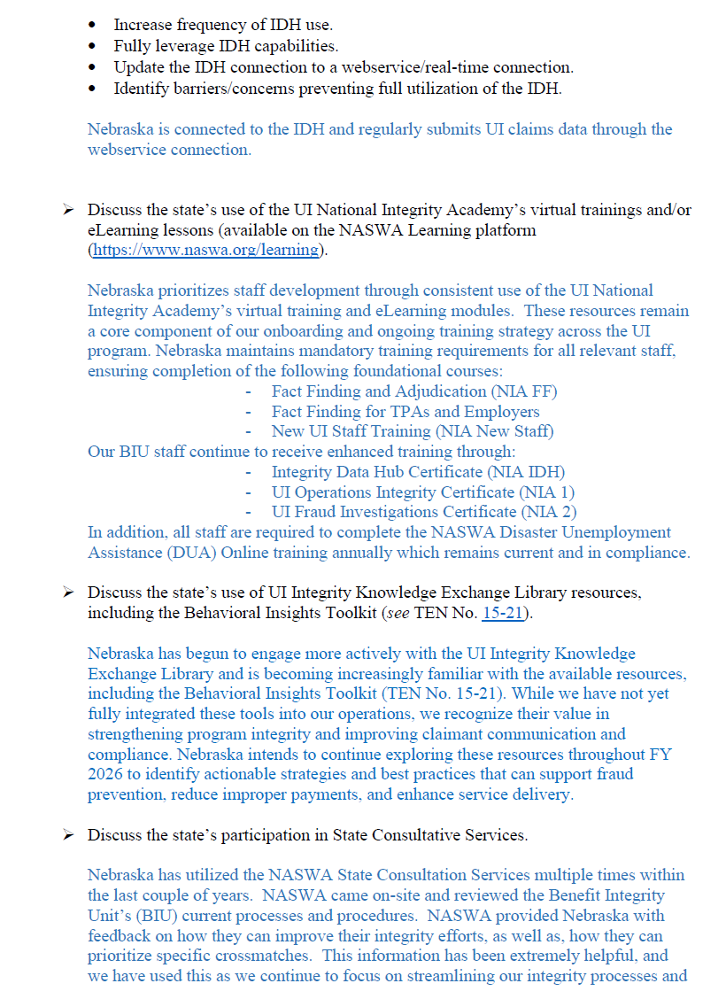 • Increase frequency of IDH use.
• Fully leverage IDH capabilities.
• Update the IDH connection to a webservice/real-time connection.
• Identify barriers/concerns preventing full utilization of the IDH.
Nebraska is connected to the IDH and regularly submits UI claims data through the
webservice connection.
➢ Discuss the state’s use of the UI National Integrity Academy’s virtual trainings and/or
eLearning lessons (available on the NASWA Learning platform
(https://www.naswa.org/learning).
Nebraska prioritizes staff development through consistent use of the UI National
Integrity Academy’s virtual training and eLearning modules.  These resources remain
a core component of our onboarding and ongoing training strategy across the UI
program. Nebraska maintains mandatory training requirements for all relevant staff,
ensuring completion of the following foundational courses:
- Fact Finding and Adjudication (NIA FF)
- Fact Finding for TPAs and Employers
- New UI Staff Training (NIA New Staff)
Our BIU staff continue to receive enhanced training through:
- Integrity Data Hub Certificate (NIA IDH)
- UI Operations Integrity Certificate (NIA 1)
- UI Fraud Investigations Certificate (NIA 2)
In addition, all staff are required to complete the NASWA Disaster Unemployment
Assistance (DUA) Online training annually which remains current and in compliance.
➢ Discuss the state’s use of UI Integrity Knowledge Exchange Library resources,
including the Behavioral Insights Toolkit (see TEN No. 15-21).
Nebraska has begun to engage more actively with the UI Integrity Knowledge
Exchange Library and is becoming increasingly familiar with the available resources,
including the Behavioral Insights Toolkit (TEN No. 15-21). While we have not yet
fully integrated these tools into our operations, we recognize their value in
strengthening program integrity and improving claimant communication and
compliance. Nebraska intends to continue exploring these resources throughout FY
2026 to identify actionable strategies and best practices that can support fraud
prevention, reduce improper payments, and enhance service delivery.
➢ Discuss the state’s participation in State Consultative Services.
Nebraska has utilized the NASWA State Consultation Services multiple times within
the last couple of years.  NASWA came on-site and reviewed the Benefit Integrity
Unit’s (BIU) current processes and procedures.  NASWA provided Nebraska with
feedback on how they can improve their integrity efforts, as well as, how they can
prioritize specific crossmatches.  This information has been extremely helpful, and
we have used this as we continue to focus on streamlining our integrity processes and